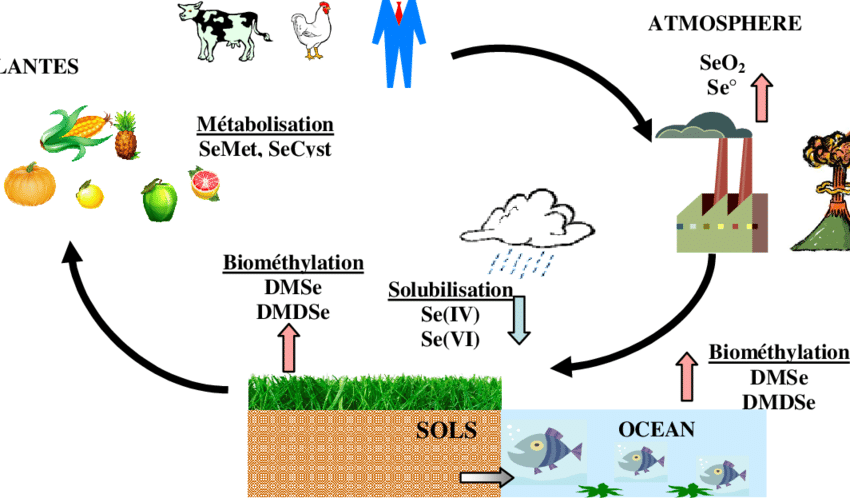 ATMOSPHERE
SeO₂
Se°
LANTES
Métabolisation
SeMet, SeCyst
Biométhylation
DMSe
DMDSe
Solubilisation
Se(IV)
Se(VI)
Biométhylation
DMSe
DMDSe
SOLS
OCEAN